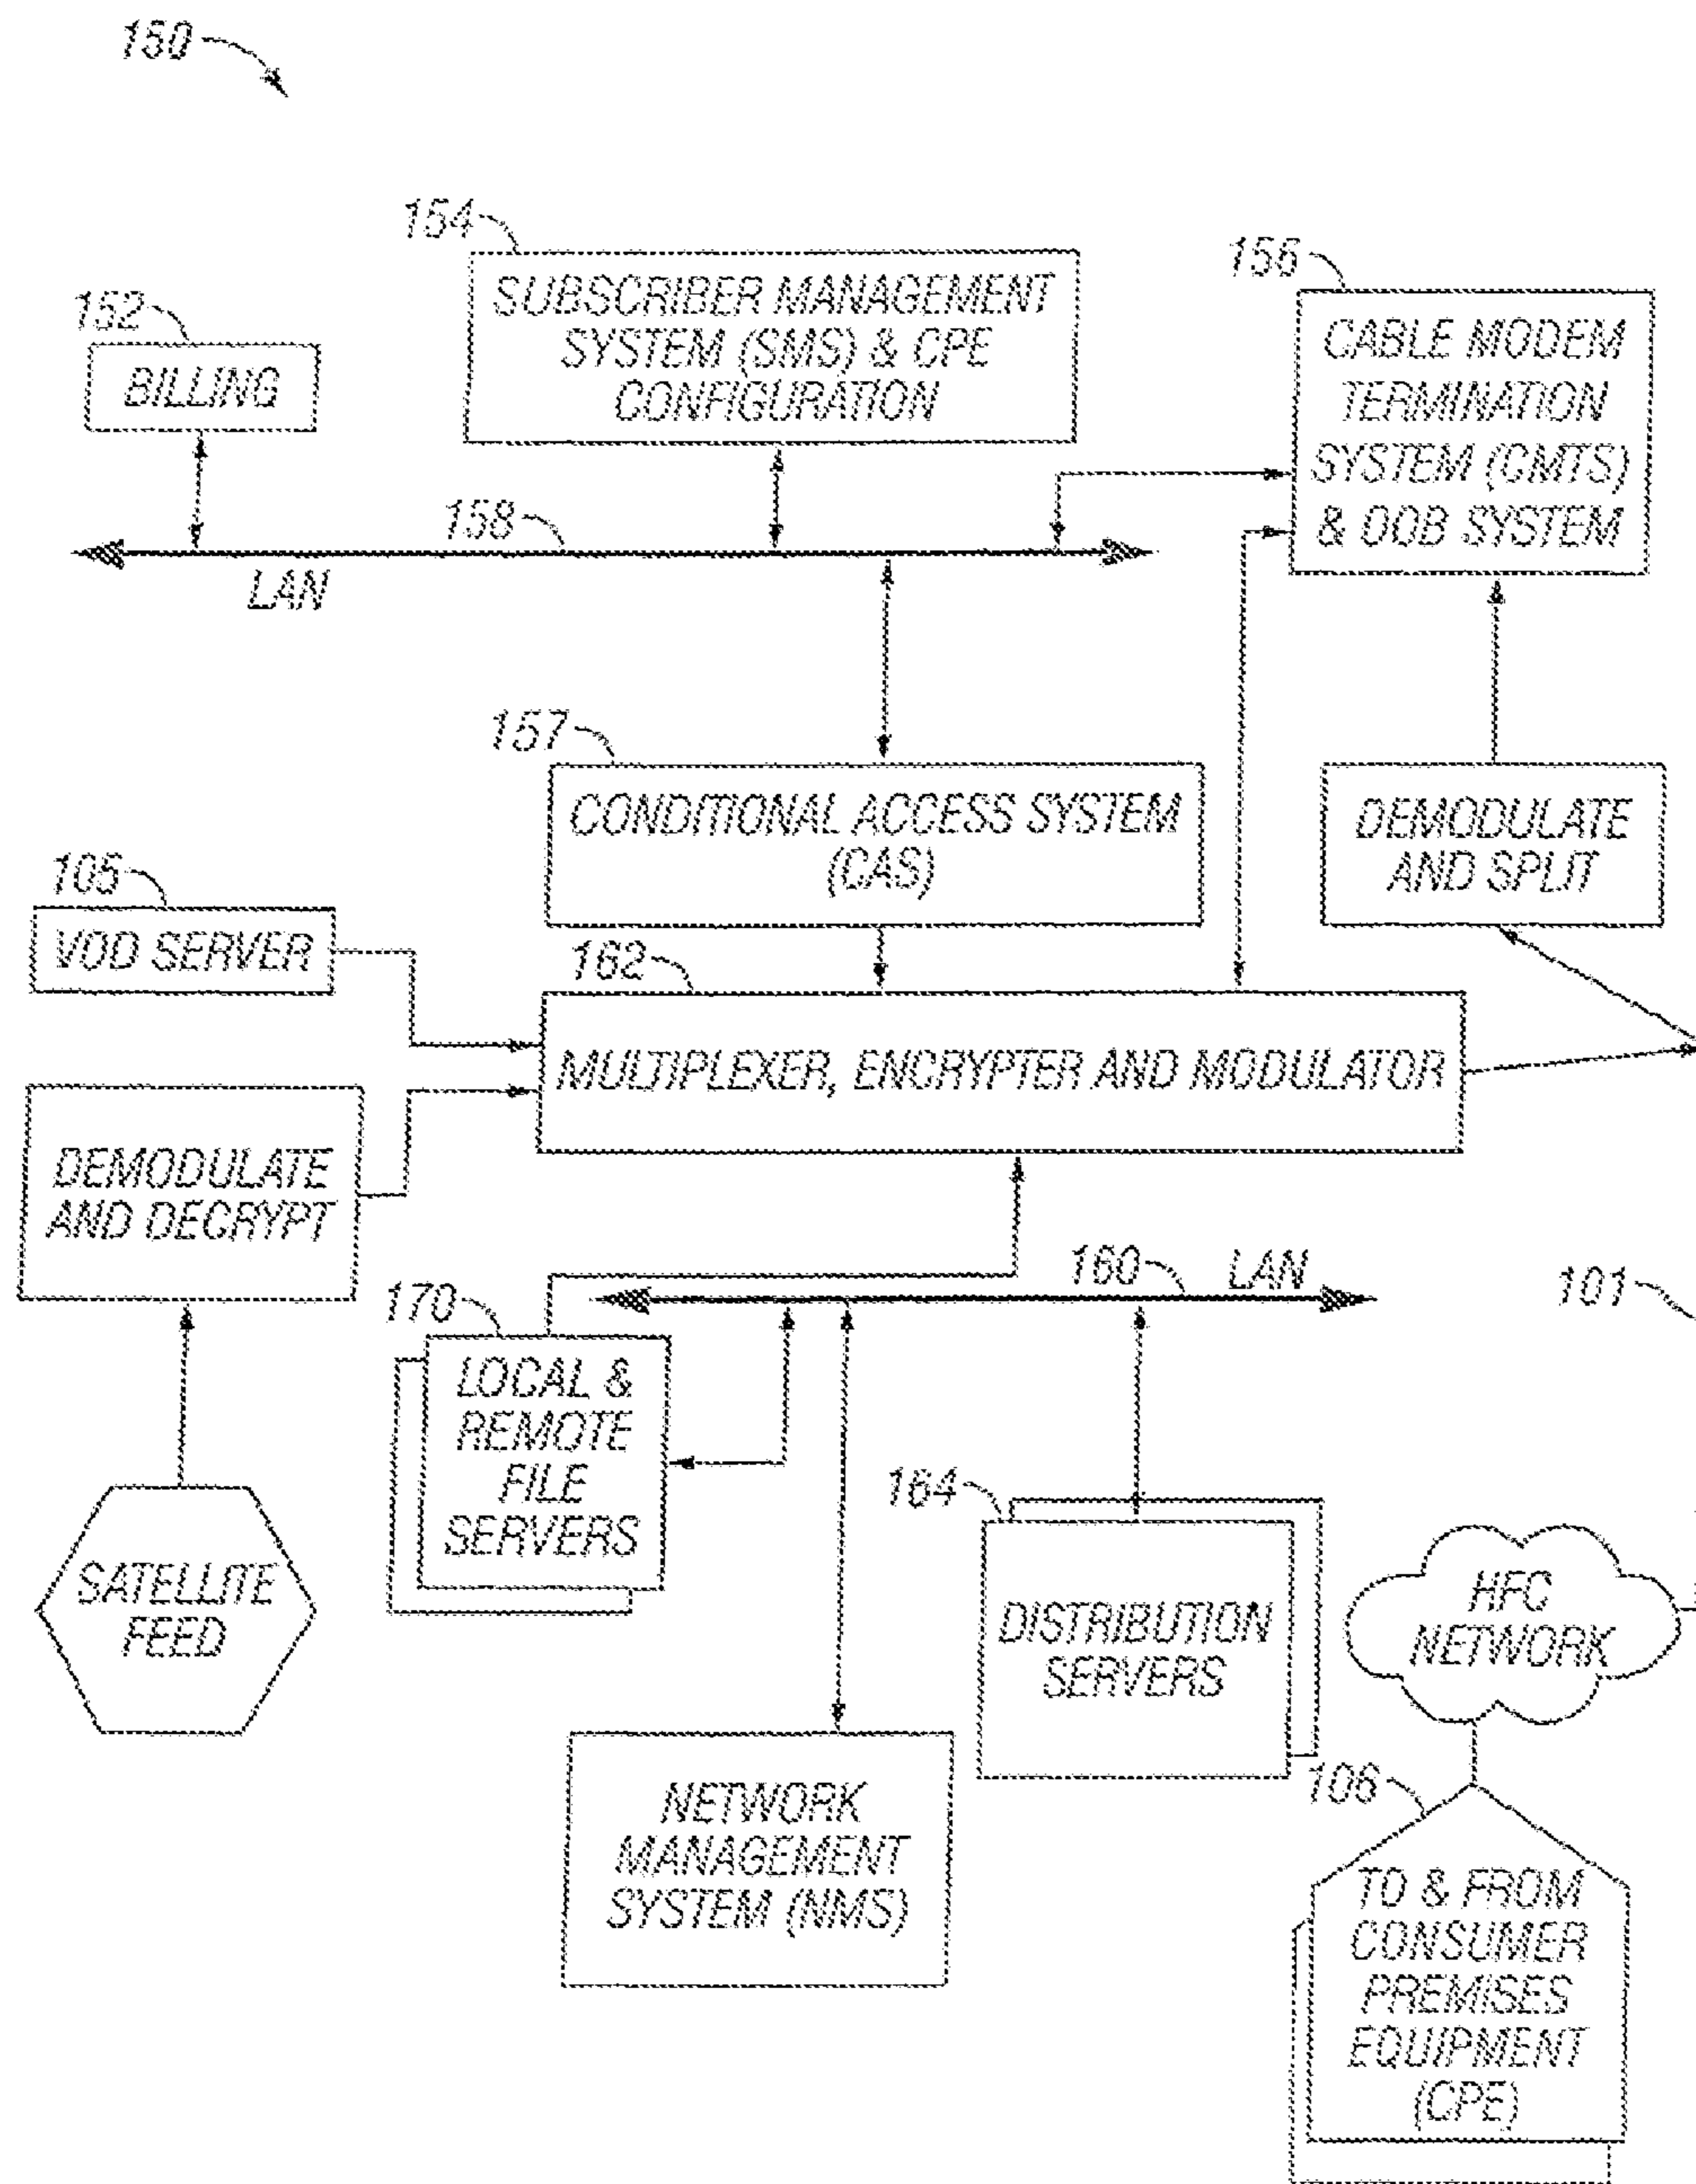 150
154
SUBSCRIBER MANAGEMENT
SYSTEM (SMS) & CPE
CONFIGURATION
156
CABLE MODEM
TERMINATION
SYSTEM (CMTS)
& OOB SYSTEM
152
BILLING
158
LAN
157
CONDITIONAL ACCESS SYSTEM
(CAS)
DEMODULATE
AND SPLIT
105
VOD SERVER
162
MULTIPLEXER, ENCRYPTER AND MODULATOR
DEMODULATE
AND DECRYPT
160
LAN
101
170
LOCAL &
REMOTE
FILE
SERVERS
SATELLITE
FEED
164
DISTRIBUTION
SERVERS
HFC
NETWORK
NETWORK
MANAGEMENT
SYSTEM (NMS)
106
TO & FROM
CONSUMER
PREMISES
EQUIPMENT
(CPE)